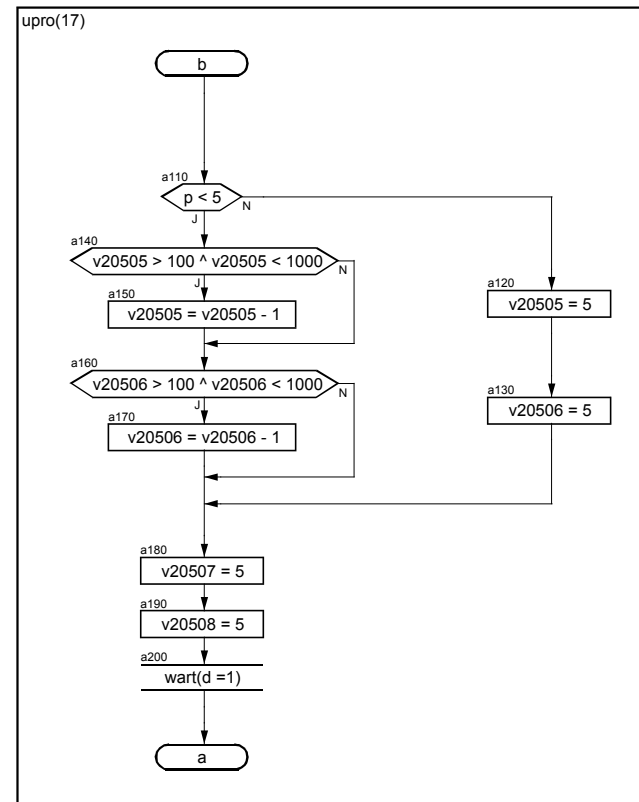 upro(17)
b
a110
p < 5
N
J
a140
v20505 > 100 ^ v20505 < 1000
N
J
a150
v20505 = v20505 - 1
a120
v20505 = 5
a160
v20506 > 100 ^ v20506 < 1000
N
J
a170
v20506 = v20506 - 1
a130
v20506 = 5
a180
v20507 = 5
a190
v20508 = 5
a200
wart(d =1)
a